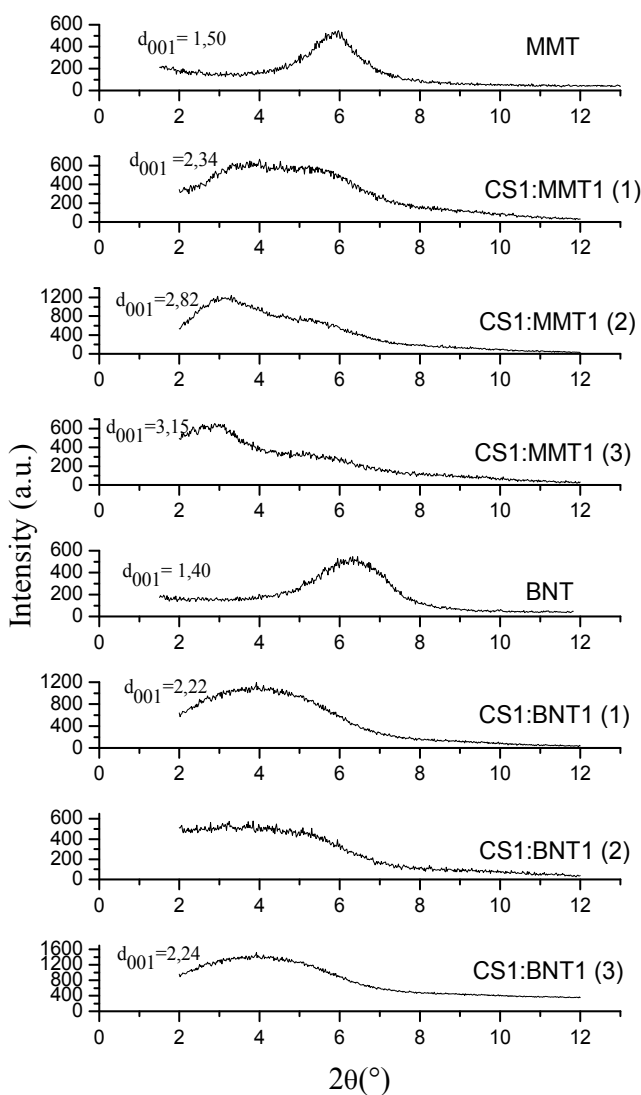 600
400
200
0
d001= 1,50
MMT
0 2 4 6 8 10 12
600
400
200
0
d001=2,34
CS1:MMT1 (1)
0 2 4 6 8 10 12
1200
800
400
0
d001=2,82
CS1:MMT1 (2)
0 2 4 6 8 10 12
600
400
200
0
d001=3,15
CS1:MMT1 (3)
0 2 4 6 8 10 12
Intensity (a.u.)
600
400
200
0
d001= 1,40
BNT
0 2 4 6 8 10 12
1200
800
400
0
d001=2,22
CS1:BNT1 (1)
0 2 4 6 8 10 12
600
400
200
0
CS1:BNT1 (2)
0 2 4 6 8 10 12
1600
1200
800
400
0
d001=2,24
CS1:BNT1 (3)
0 2 4 6 8 10 12
2θ(°)